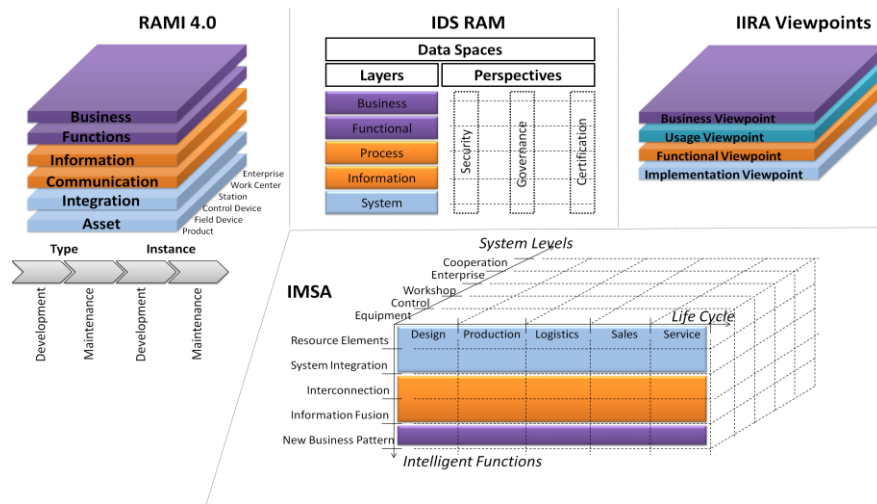 RAMI 4.0
Business
Functions
Information
Communication
Integration
Asset
Enterprise
Work Center
Station
Control Device
Field Device
Product
Type
Instance
Development
Maintenance
Development
Maintenance
IDS RAM
Data Spaces
Layers
Perspectives
Business
Functional
Process
Information
System
Security
Governance
Certification
IIRA Viewpoints
Business Viewpoint
Usage Viewpoint
Functional Viewpoint
Implementation Viewpoint
IMSA
System Levels
Cooperation
Enterprise
Workshop
Control
Equipment
Life Cycle
Design
Production
Logistics
Sales
Service
Resource Elements
System Integration
Interconnection
Information Fusion
New Business Pattern
Intelligent Functions